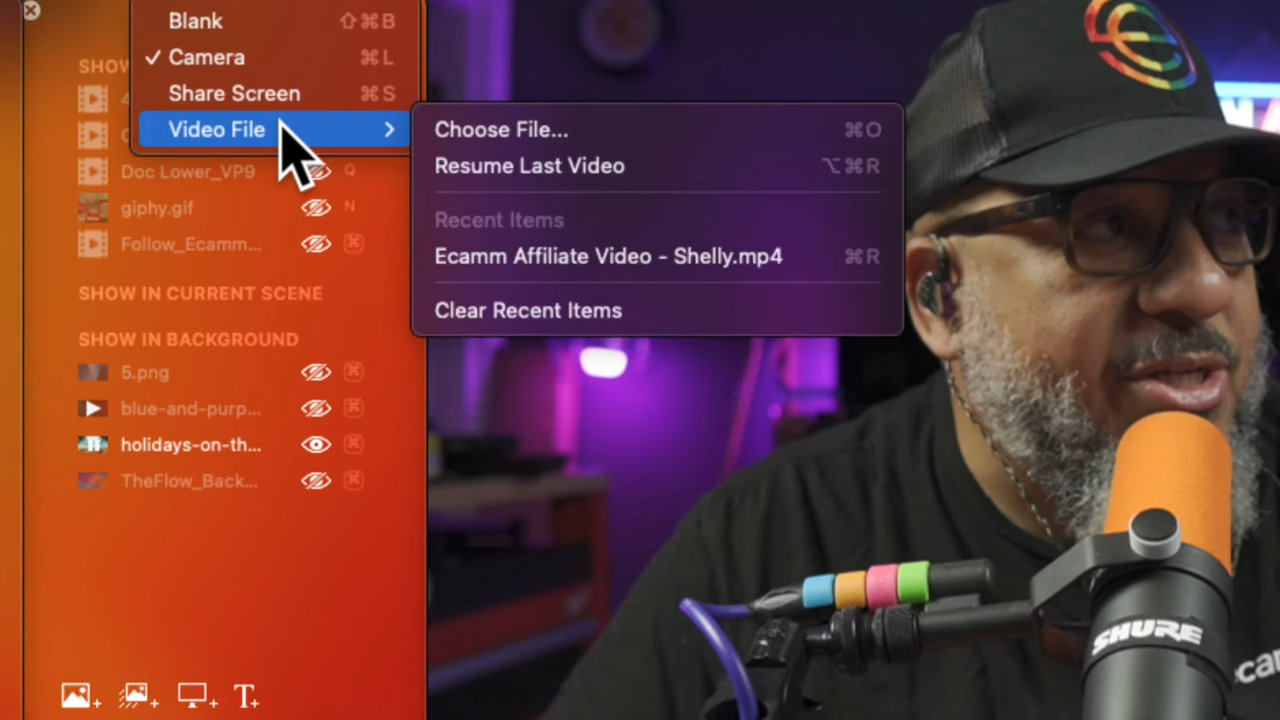 Blank ⇧⌘B
✓ Camera ⌘L
Share Screen ⌘S
Video File >
Choose File... ⌘O
Resume Last Video ⌥⌘R
Recent Items
Ecamm Affiliate Video - Shelly.mp4 ⌘R
Clear Recent Items
SHOW
Doc Lower_VP9 Q
giphy.gif N
Follow_Ecamm... ⌘
SHOW IN CURRENT SCENE
SHOW IN BACKGROUND
5.png ⌘
blue-and-purp... ⌘
holidays-on-th... ⌘
TheFlow_Back... ⌘
T+
SHURE